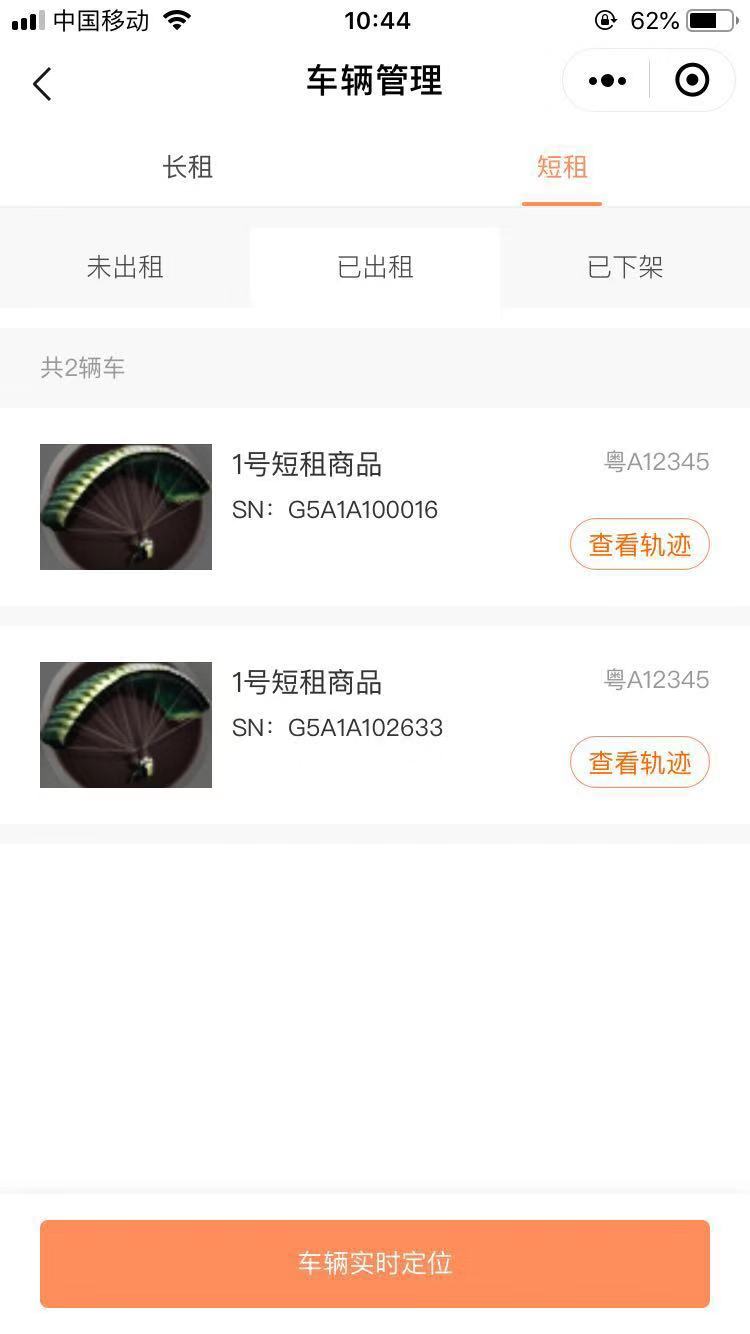 中国移动 10:44 62%
车辆管理
长租 短租
未出租 已出租 已下架
共2辆车
1号短租商品 粤A12345
SN：G5A1A100016
查看轨迹
1号短租商品 粤A12345
SN：G5A1A102633
查看轨迹
车辆实时定位